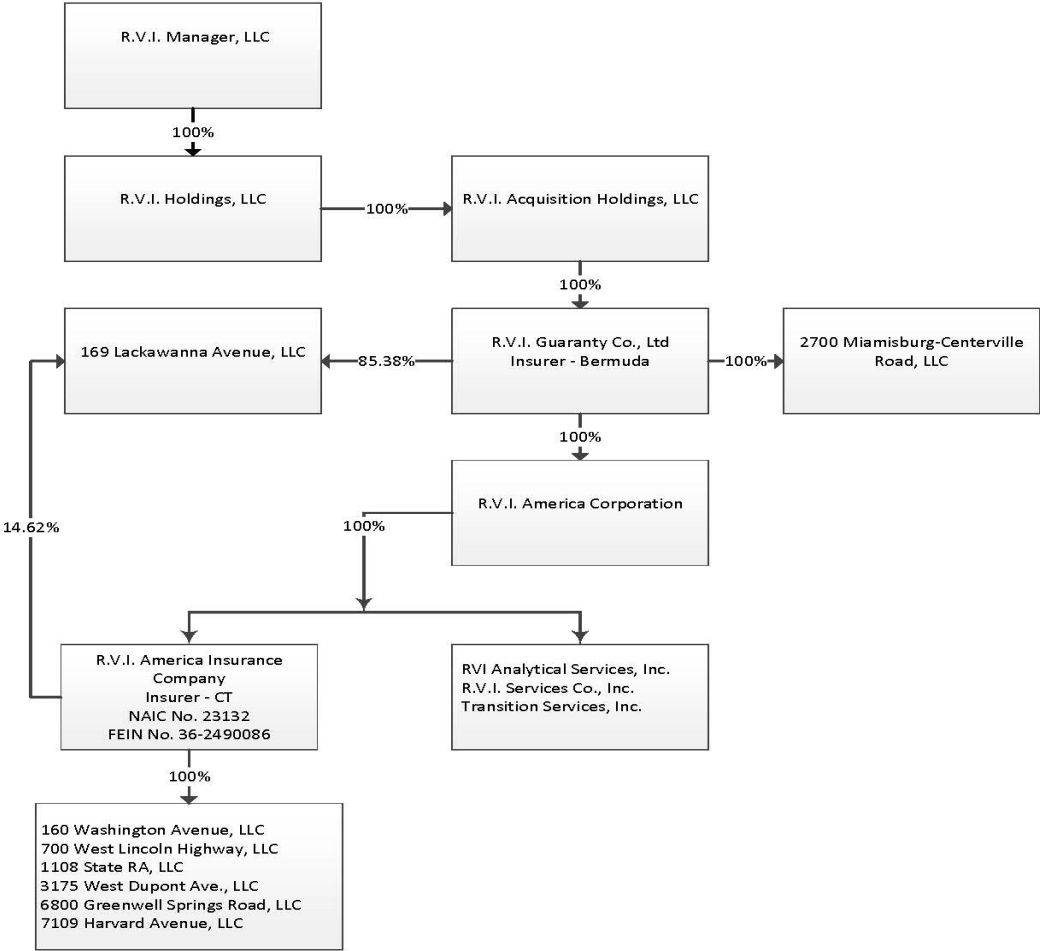 R.V.I. Manager, LLC
100%
R.V.I. Holdings, LLC
100%
R.V.I. Acquisition Holdings, LLC
100%
169 Lackawanna Avenue, LLC
85.38%
R.V.I. Guaranty Co., Ltd
Insurer - Bermuda
100%
2700 Miamisburg-Centerville
Road, LLC
100%
R.V.I. America Corporation
100%
14.62%
R.V.I. America Insurance
Company
Insurer - CT
NAIC No. 23132
FEIN No. 36-2490086
RVI Analytical Services, Inc.
R.V.I. Services Co., Inc.
Transition Services, Inc.
100%
160 Washington Avenue, LLC
700 West Lincoln Highway, LLC
1108 State RA, LLC
3175 West Dupont Ave., LLC
6800 Greenwell Springs Road, LLC
7109 Harvard Avenue, LLC